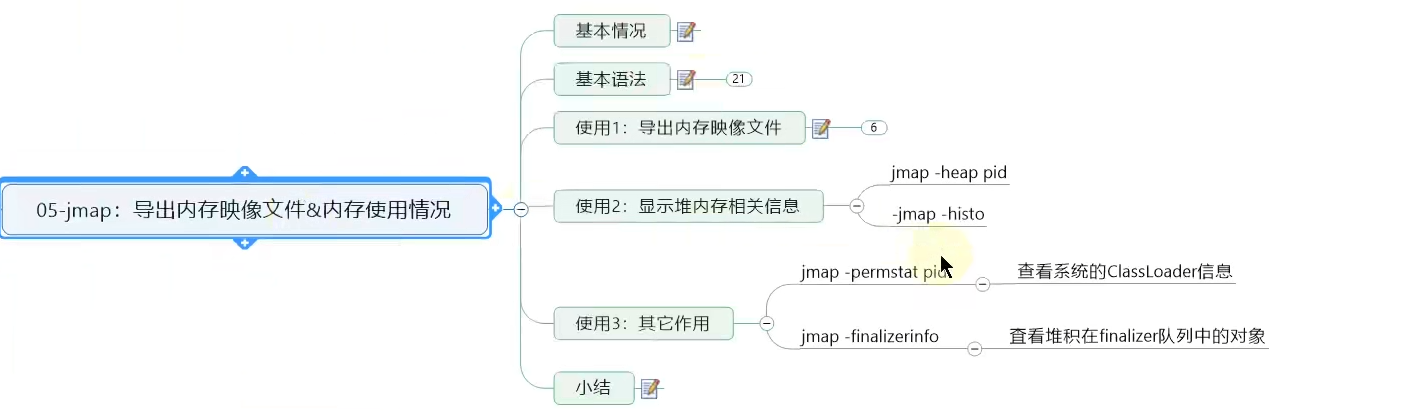 基本情况
基本语法
21
使用1：导出内存映像文件
6
05-jmap：导出内存映像文件&内存使用情况
使用2：显示堆内存相关信息
jmap -heap pid
-jmap -histo
使用3：其它作用
jmap -permstat pid
查看系统的ClassLoader信息
jmap -finalizerinfo
查看堆积在finalizer队列中的对象
小结